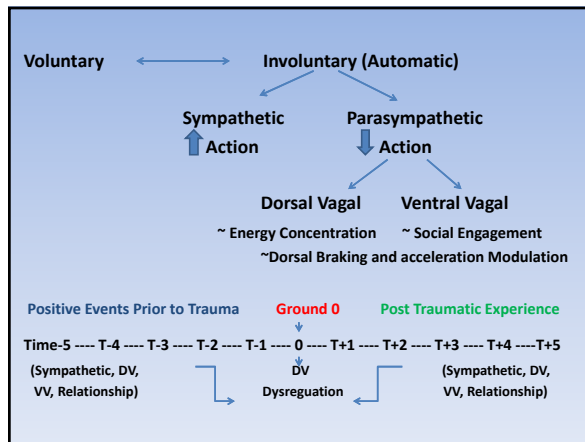 Voluntary Involuntary (Automatic)
Sympathetic Parasympathetic
Action Action
Dorsal Vagal Ventral Vagal
~ Energy Concentration ~ Social Engagement
~Dorsal Braking and acceleration Modulation
Positive Events Prior to Trauma Ground 0 Post Traumatic Experience
Time-5 ---- T-4 ---- T-3 ---- T-2 ---- T-1 ---- 0 ---- T+1 ---- T+2 ---- T+3 ---- T+4 ----T+5
(Sympathetic, DV, DV (Sympathetic, DV,
VV, Relationship) Dysreguation VV, Relationship)